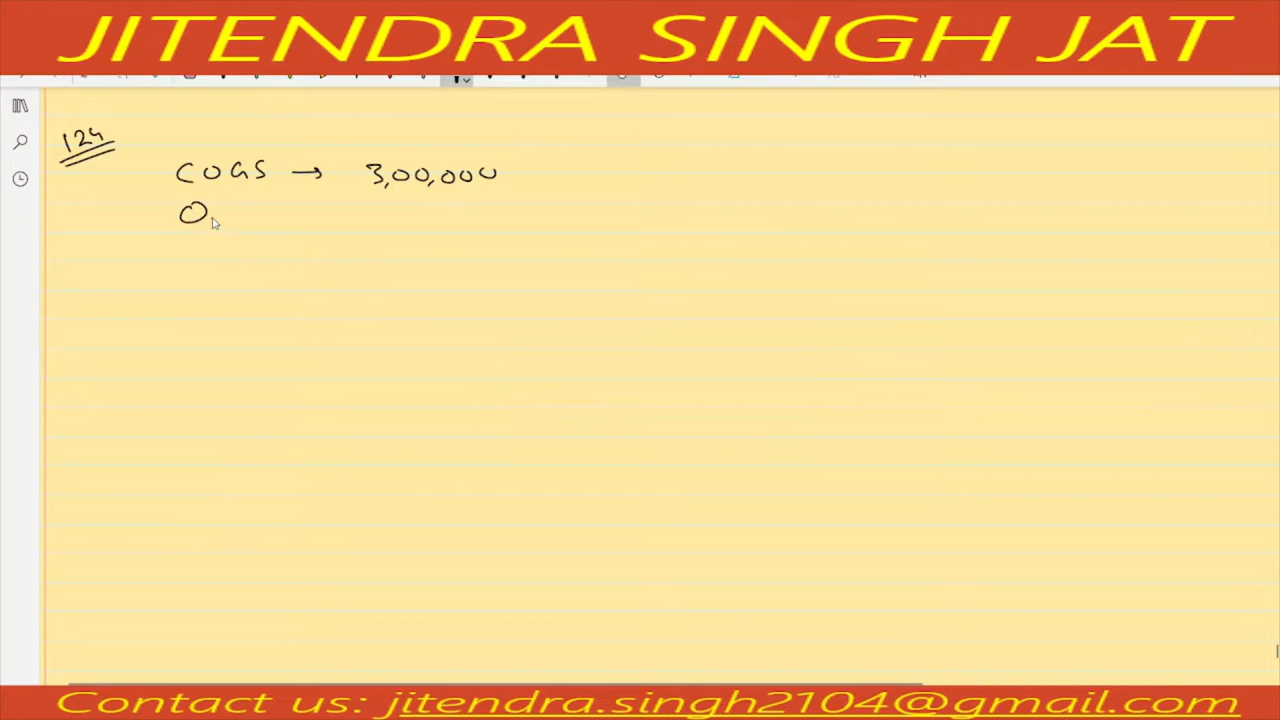 JITENDRA SINGH JAT
124
COGS → 3,00,000
O
Contact us: jitendra.singh2104@gmail.com